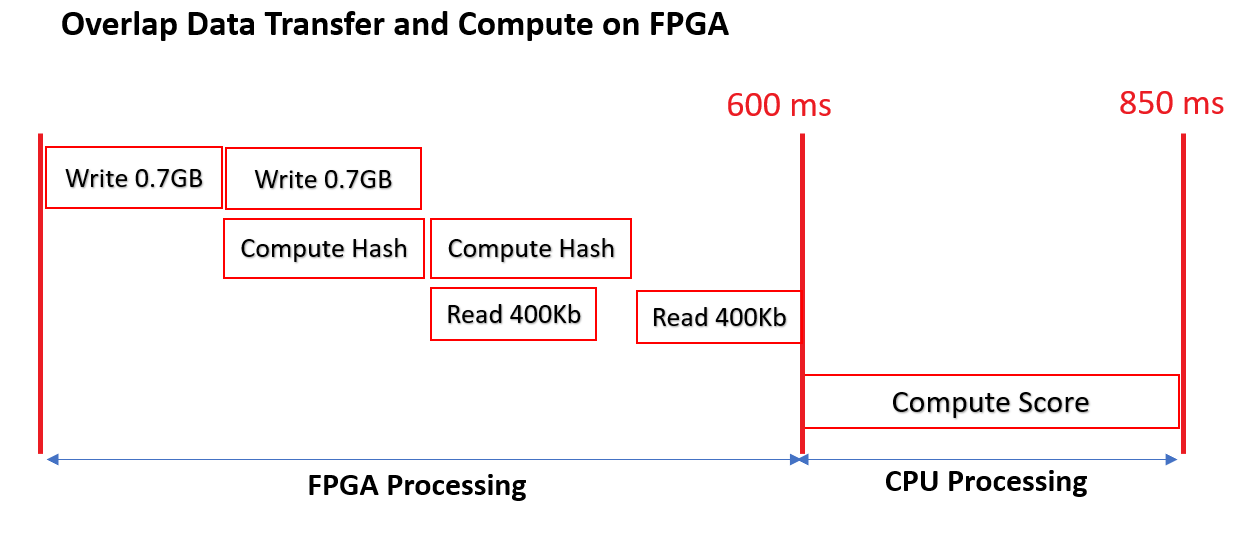 Overlap Data Transfer and Compute on FPGA
600 ms
850 ms
Write 0.7GB
Write 0.7GB
Compute Hash
Compute Hash
Read 400Kb
Read 400Kb
Compute Score
FPGA Processing
CPU Processing